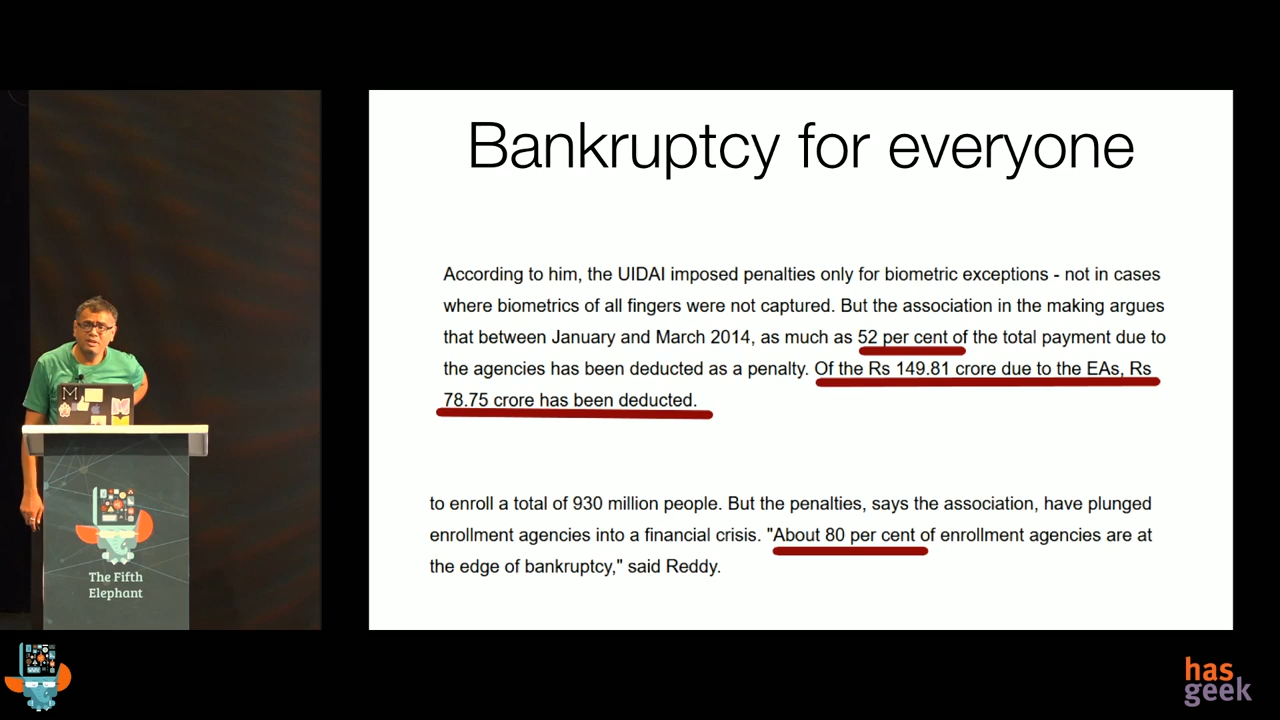 Bankruptcy for everyone
According to him, the UIDAI imposed penalties only for biometric exceptions - not in cases
where biometrics of all fingers were not captured. But the association in the making argues
that between January and March 2014, as much as 52 per cent of the total payment due to
the agencies has been deducted as a penalty. Of the Rs 149.81 crore due to the EAs, Rs
78.75 crore has been deducted.
to enroll a total of 930 million people. But the penalties, says the association, have plunged
enrollment agencies into a financial crisis. "About 80 per cent of enrollment agencies are at
the edge of bankruptcy," said Reddy.
The Fifth
Elephant
has
geek